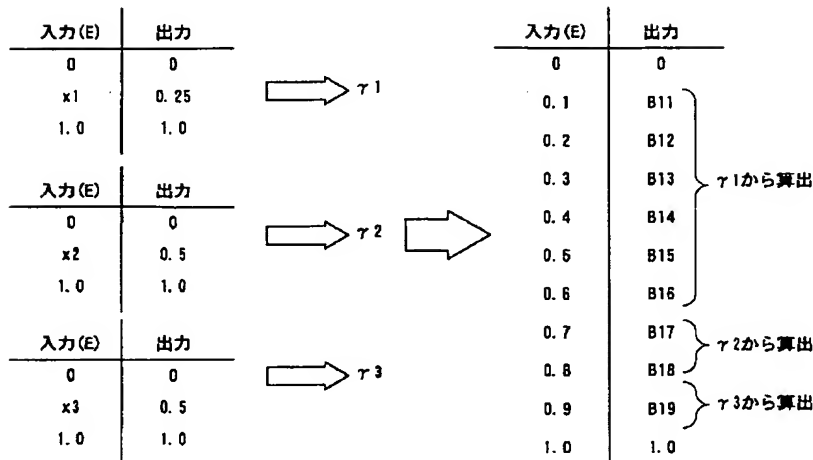 入力(E) 出力
0 0
x1 0.25
1.0 1.0
γ1
入力(E) 出力
0 0
x2 0.5
1.0 1.0
γ2
入力(E) 出力
0 0
x3 0.5
1.0 1.0
γ3
入力(E) 出力
0 0
0.1 B11
0.2 B12
0.3 B13
0.4 B14
0.5 B15
0.6 B16
γ1から算出
0.7 B17
0.8 B18
γ2から算出
0.9 B19
γ3から算出
1.0 1.0